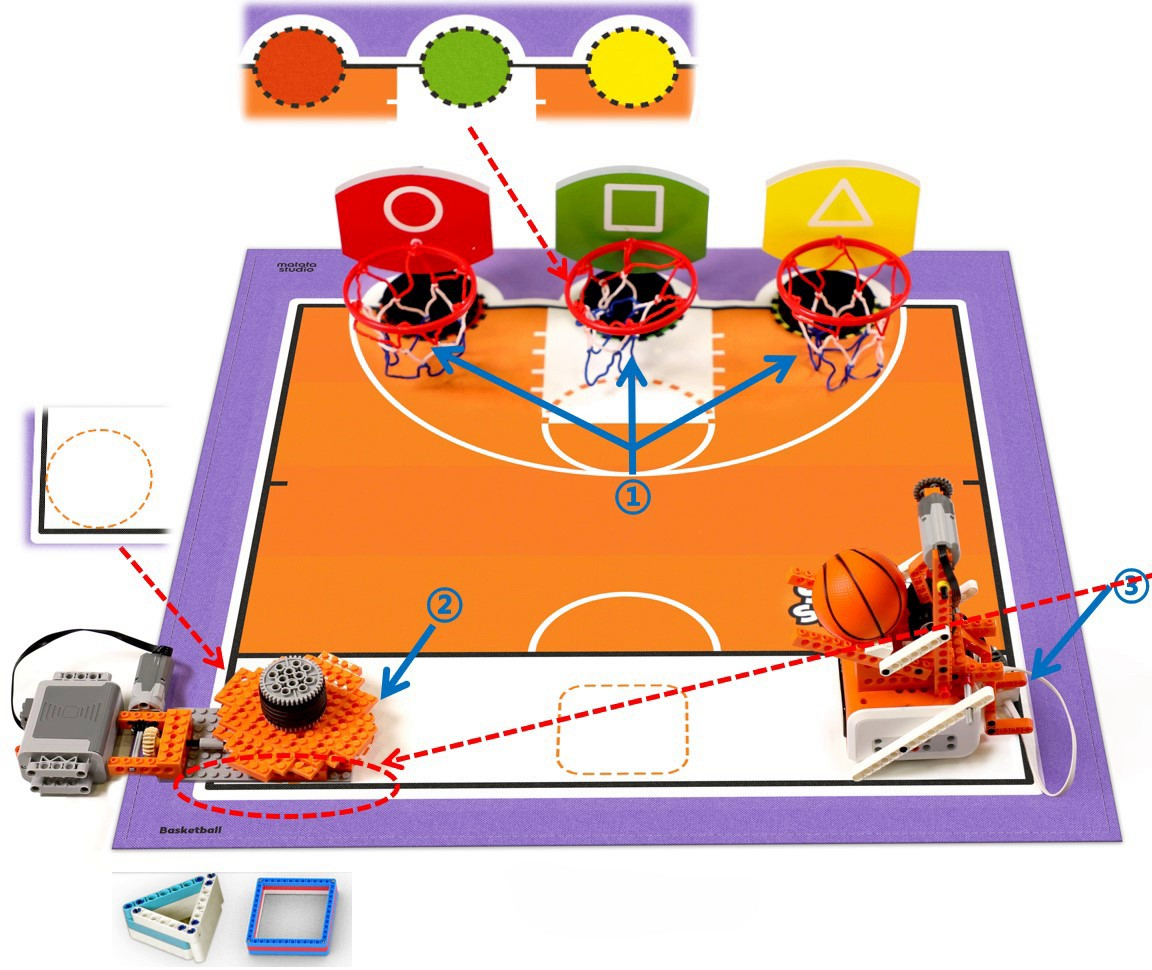 matata
studio
①
②
③
Basketball